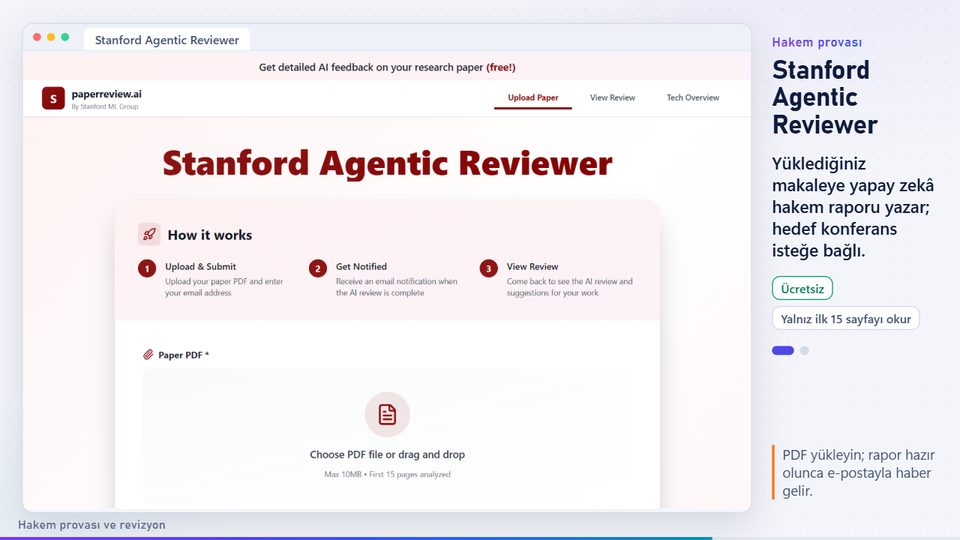 Stanford Agentic Reviewer
Get detailed AI feedback on your research paper (free!)
S
paperreview.ai
By Stanford ML Group
Upload Paper
View Review
Tech Overview
Stanford Agentic Reviewer
How it works
1
Upload & Submit
Upload your paper PDF and enter
your email address
2
Get Notified
Receive an email notification when
the AI review is complete
3
View Review
Come back to see the AI review and
suggestions for your work
Paper PDF *
Choose PDF file or drag and drop
Max 10MB • First 15 pages analyzed
Hakem provası
Stanford
Agentic
Reviewer
Yüklediğiniz
makaleye yapay zekâ
hakem raporu yazar;
hedef konferans
isteğe bağlı.
Ücretsiz
Yalnız ilk 15 sayfayı okur
PDF yükleyin; rapor hazır
olunca e-postayla haber
gelir.
Hakem provası ve revizyon